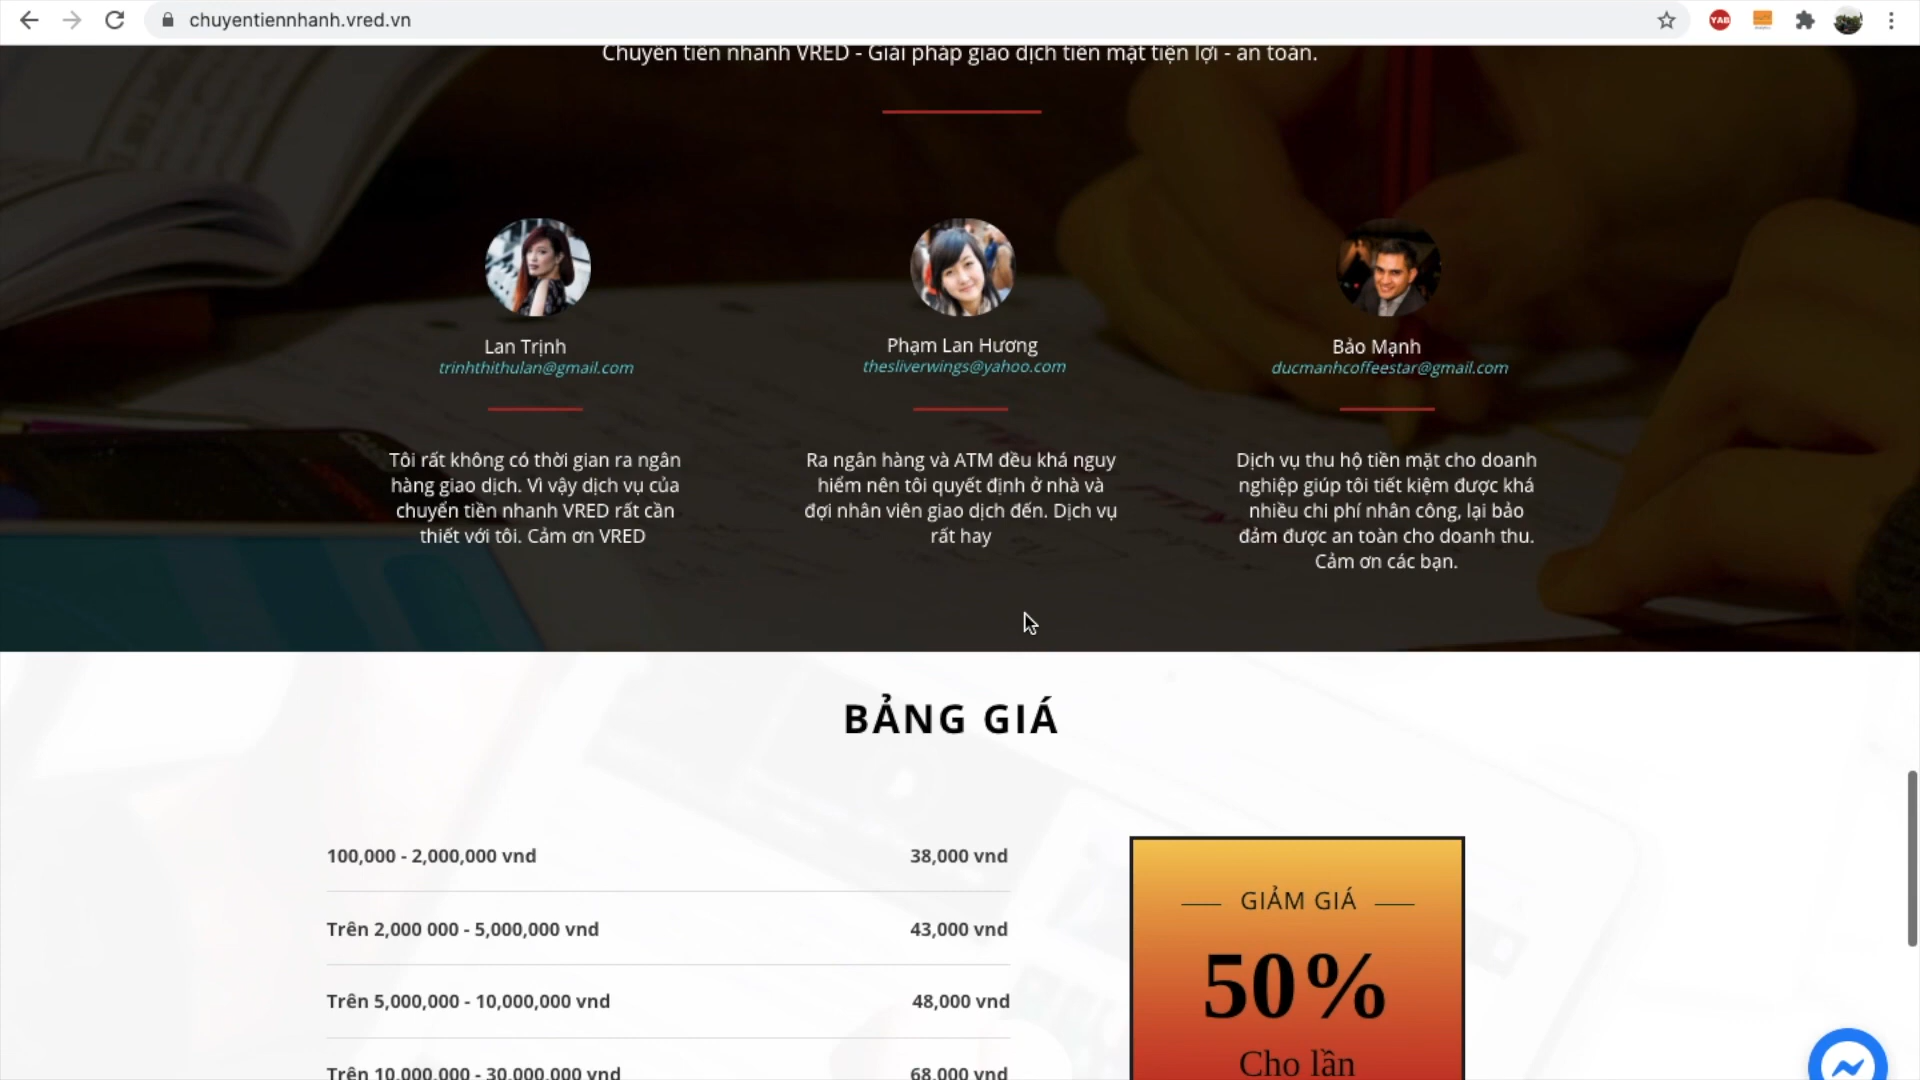 chuyentiennhanh.vred.vn
YAB
Chuyển tiền nhanh VRED - Giải pháp giao dịch tiền mặt tiện lợi - an toàn.
Lan Trịnh
trinhthithulan@gmail.com
Tôi rất không có thời gian ra ngân
hàng giao dịch. Vì vậy dịch vụ của
chuyển tiền nhanh VRED rất cần
thiết với tôi. Cảm ơn VRED
Phạm Lan Hương
thesliverwings@yahoo.com
Ra ngân hàng và ATM đều khá nguy
hiểm nên tôi quyết định ở nhà và
đợi nhân viên giao dịch đến. Dịch vụ
rất hay
Bảo Mạnh
ducmanhcoffeestar@gmail.com
Dịch vụ thu hộ tiền mặt cho doanh
nghiệp giúp tôi tiết kiệm được khá
nhiều chi phí nhân công, lại bảo
đảm được an toàn cho doanh thu.
Cảm ơn các bạn.
BẢNG GIÁ
100,000 - 2,000,000 vnd 38,000 vnd
Trên 2,000 000 - 5,000,000 vnd 43,000 vnd
Trên 5,000,000 - 10,000,000 vnd 48,000 vnd
Trên 10,000,000 - 30,000,000 vnd 68,000 vnd
GIẢM GIÁ
50%
Cho lần